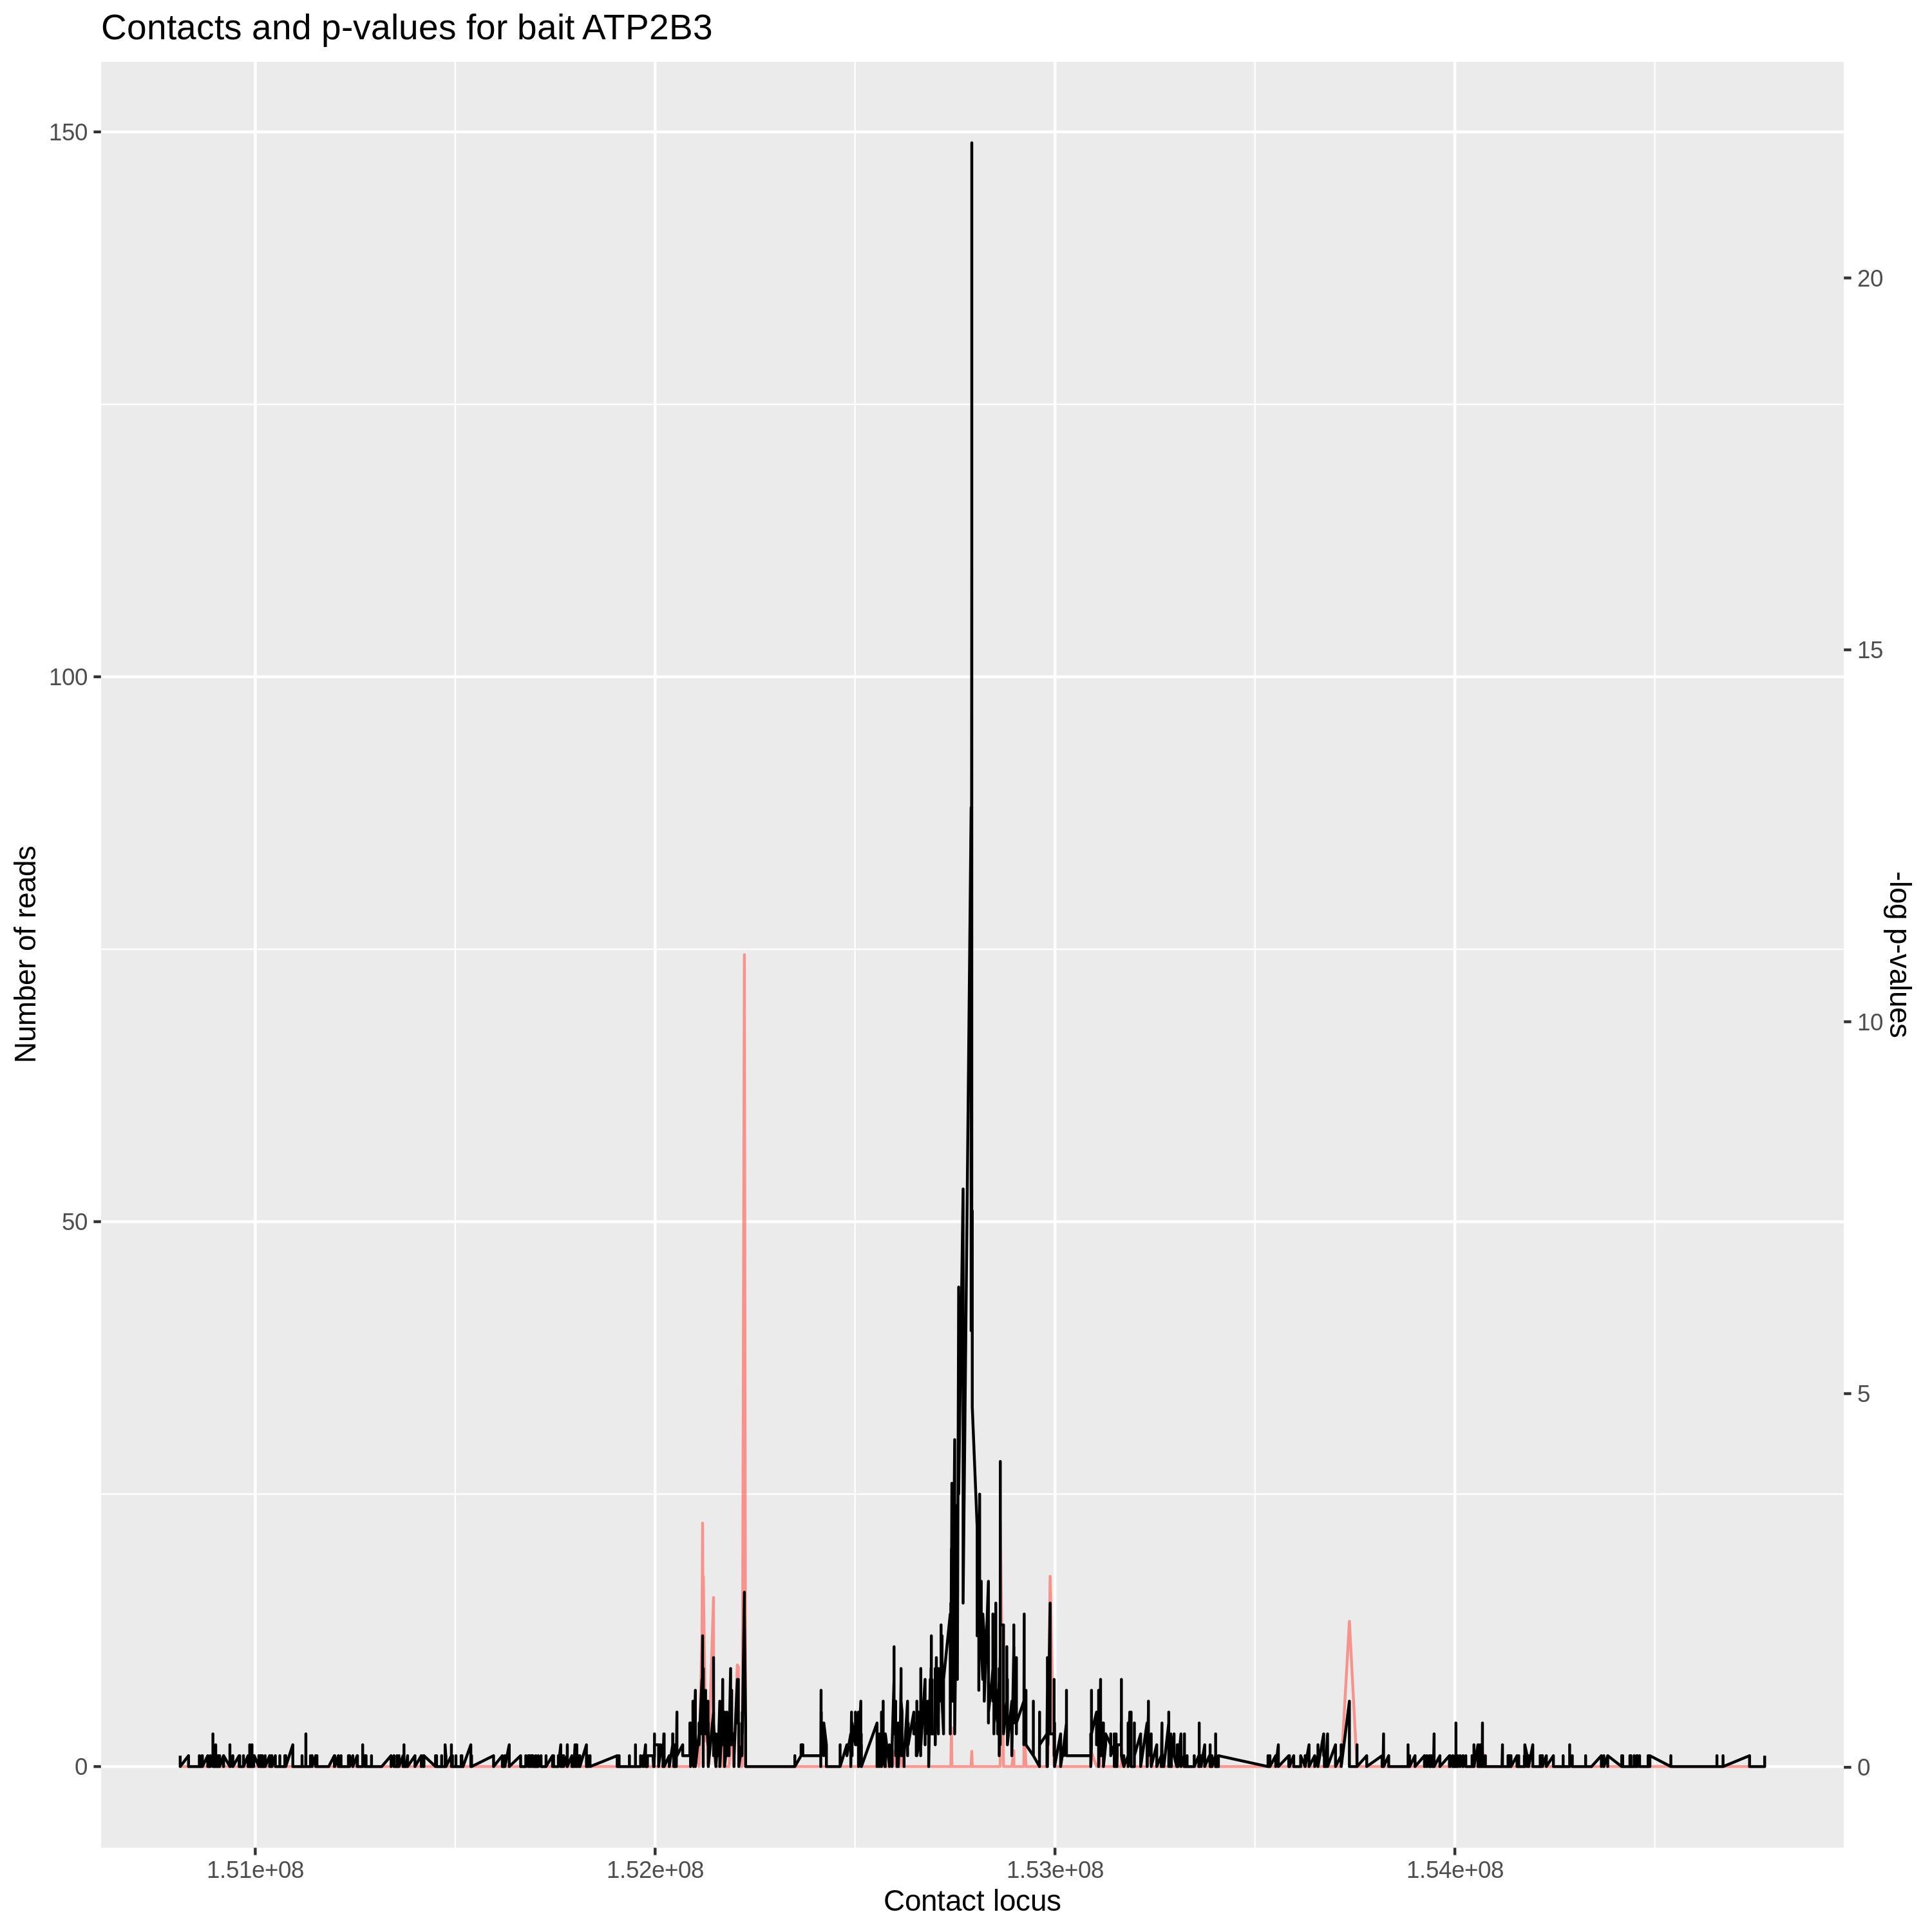 Contacts and p-values for bait ATP2B3
150
100
50
0
Number of reads
20
15
10
5
0
-log p-values
1.51e+08
1.52e+08
1.53e+08
1.54e+08
Contact locus